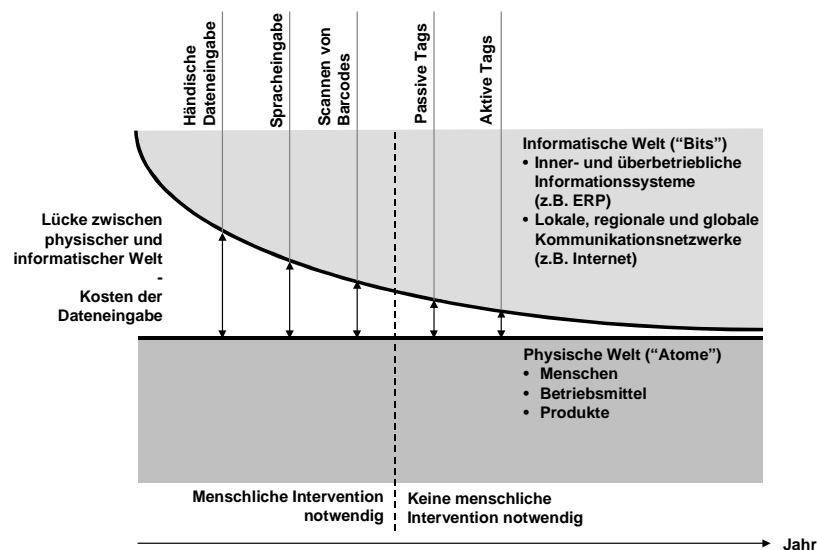 Händische
Dateneingabe
Spracheingabe
Scannen von
Barcodes
Passive Tags
Aktive Tags
Informatische Welt (“Bits”)
• Inner- und überbetriebliche
Informationssysteme
(z.B. ERP)
• Lokale, regionale und globale
Kommunikationsnetzwerke
(z.B. Internet)
Lücke zwischen
physischer und
informatischer Welt
-
Kosten der
Dateneingabe
Physische Welt (“Atome”)
• Menschen
• Betriebsmittel
• Produkte
Menschliche Intervention
notwendig
Keine menschliche
Intervention notwendig
Jahr